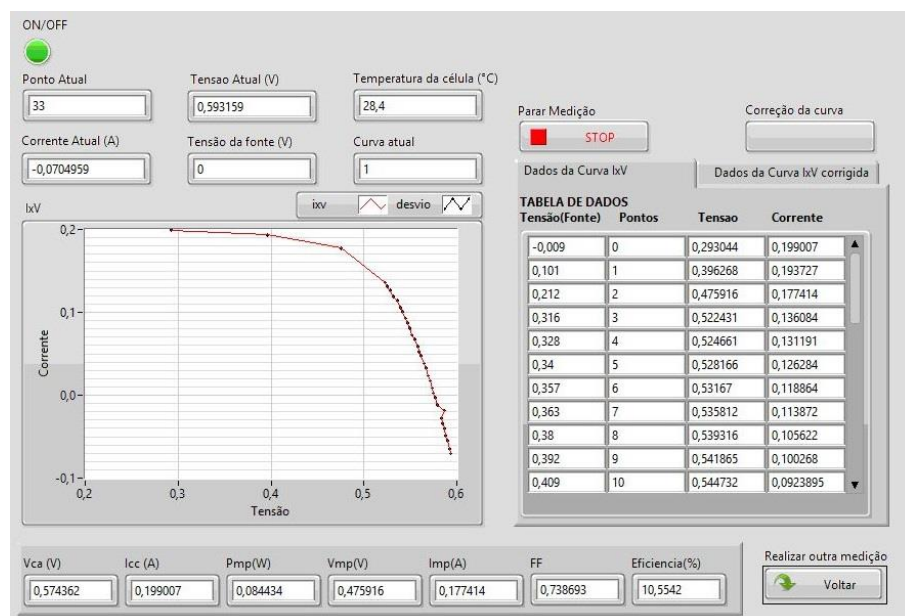 ON/OFF
Ponto Atual Tensao Atual (V) Temperatura da célula (°C)
33 0,593159 28,4
Corrente Atual (A) Tensão da fonte (V) Curva atual
-0,0704959 0 1
Parar Medição Correção da curva
STOP
IxV ixv desvio
0,2
0,1
0,0
-0,1
Corrente
0,2 0,3 0,4 0,5 0,6
Tensão
Dados da Curva IxV Dados da Curva IxV corrigida
TABELA DE DADOS
Tensão(Fonte) Pontos Tensao Corrente
-0,009 0 0,293044 0,199007
0,101 1 0,396268 0,193727
0,212 2 0,475916 0,177414
0,316 3 0,522431 0,136084
0,328 4 0,524661 0,131191
0,34 5 0,528166 0,126284
0,357 6 0,53167 0,118864
0,363 7 0,535812 0,113872
0,38 8 0,539316 0,105622
0,392 9 0,541865 0,100268
0,409 10 0,544732 0,0923895
Vca (V) Icc (A) Pmp(W) Vmp(V) Imp(A) FF Eficiencia(%)
0,574362 0,199007 0,084434 0,475916 0,177414 0,738693 10,5542
Realizar outra medição
Voltar